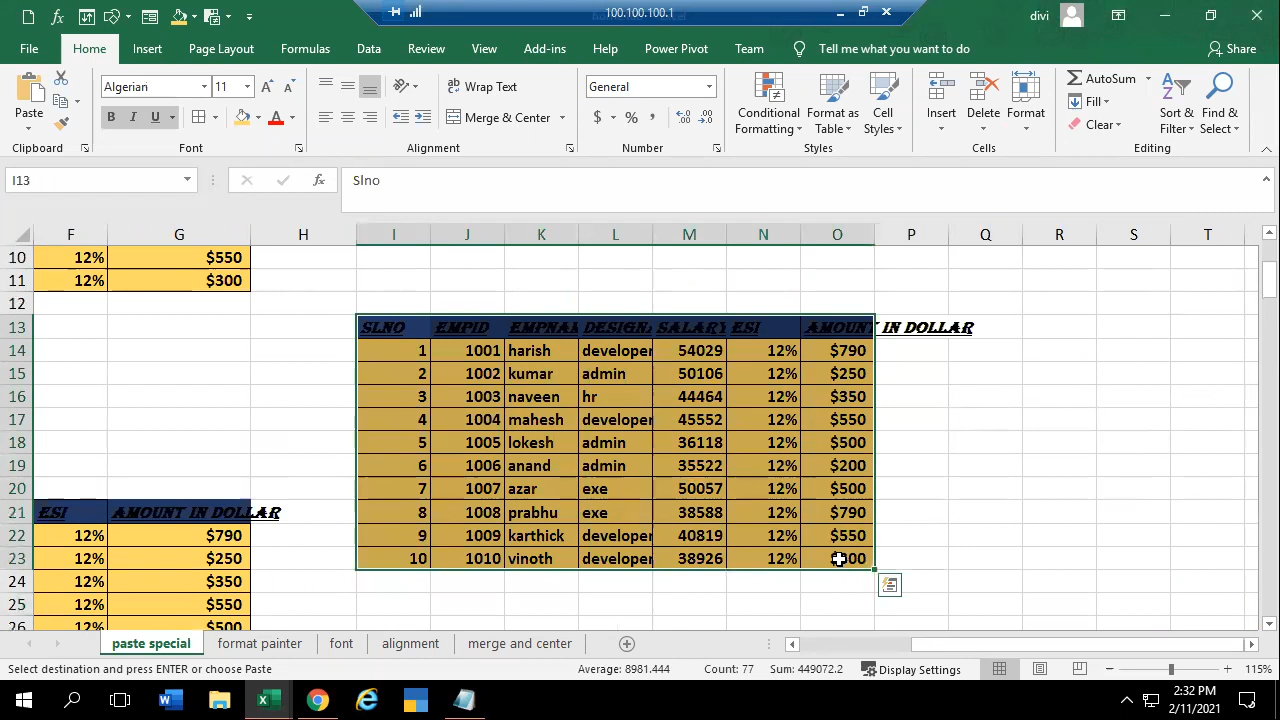 100.100.100.1
divi
File Home Insert Page Layout Formulas Data Review View Add-ins Help Power Pivot Team Tell me what you want to do Share
Algerian 11 Wrap Text General AutoSum
Paste B I U Merge & Center $ % , Conditional Formatting Format as Table Cell Styles Insert Delete Format Fill Clear Sort & Filter Find & Select
Clipboard Font Alignment Number Styles Cells Editing
I13 fx Slno
F G H I J K L M N O P Q R S T
10 12% $550
11 12% $300
12
13 SLNO EMPID EMPNAM DESIGNA SALARY ESI AMOUNT IN DOLLAR
14 1 1001 harish developer 54029 12% $790
15 2 1002 kumar admin 50106 12% $250
16 3 1003 naveen hr 44464 12% $350
17 4 1004 mahesh developer 45552 12% $550
18 5 1005 lokesh admin 36118 12% $500
19 6 1006 anand admin 35522 12% $200
20 7 1007 azar exe 50057 12% $500
21 ESI AMOUNT IN DOLLAR 8 1008 prabhu exe 38588 12% $790
22 12% $790 9 1009 karthick developer 40819 12% $550
23 12% $250 10 1010 vinoth developer 38926 12%
24 12% $350
25 12% $550
26 12% $500
paste special format painter font alignment merge and center
Select destination and press ENTER or choose Paste Average: 8981.444 Count: 77 Sum: 449072.2 Display Settings 115%
2:32 PM
2/11/2021